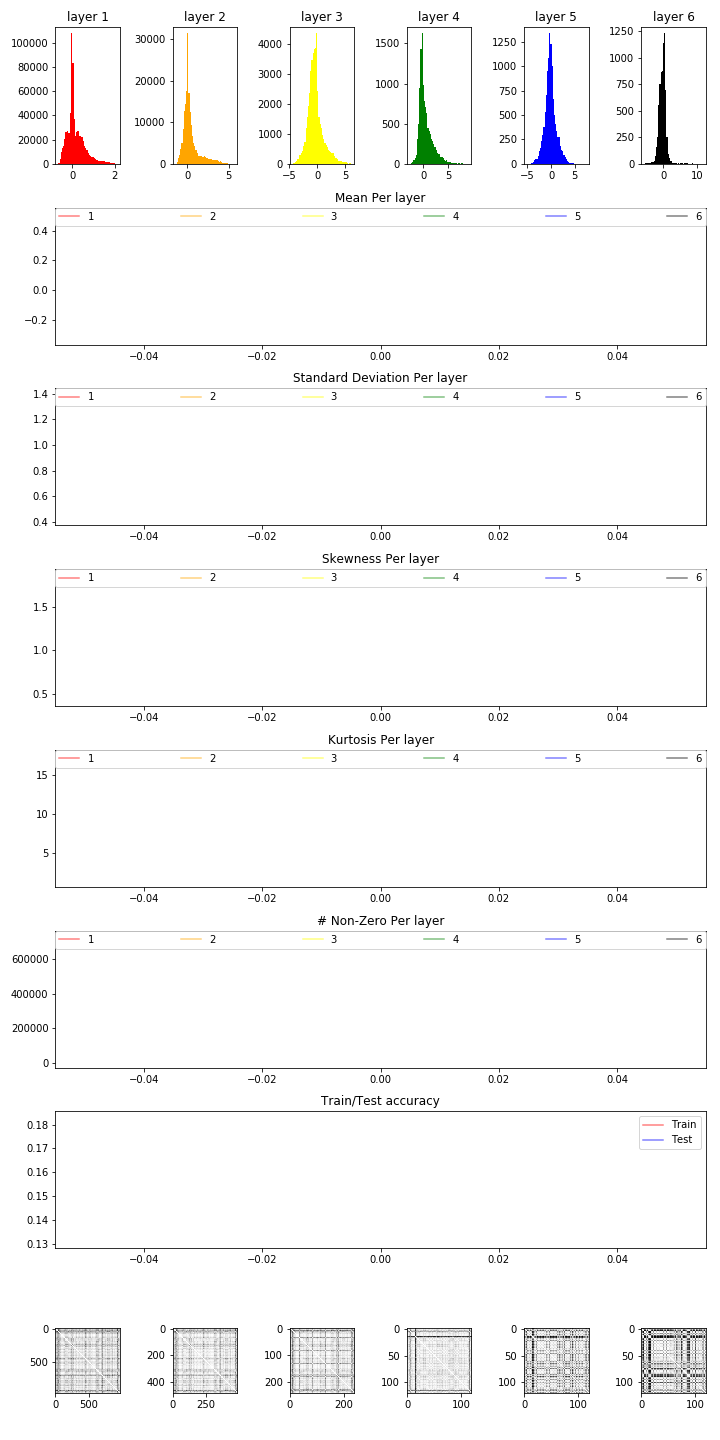 layer 1 layer 2 layer 3 layer 4 layer 5 layer 6
100000 80000 60000 40000 20000 0
0 2
30000 20000 10000 0
0 5
4000 3000 2000 1000 0
−5 0 5
1500 1000 500 0
0 5
1250 1000 750 500 250 0
−5 0 5
1250 1000 750 500 250 0
0 10
Mean Per layer
1 2 3 4 5 6
0.4
0.2
0.0
−0.2
−0.04 −0.02 0.00 0.02 0.04
Standard Deviation Per layer
1.4
1 2 3 4 5 6
1.2
1.0
0.8
0.6
0.4
−0.04 −0.02 0.00 0.02 0.04
Skewness Per layer
1 2 3 4 5 6
1.5
1.0
0.5
−0.04 −0.02 0.00 0.02 0.04
Kurtosis Per layer
1 2 3 4 5 6
15
10
5
−0.04 −0.02 0.00 0.02 0.04
# Non-Zero Per layer
1 2 3 4 5 6
600000
400000
200000
0
−0.04 −0.02 0.00 0.02 0.04
Train/Test accuracy
Train
Test
0.18
0.17
0.16
0.15
0.14
0.13
−0.04 −0.02 0.00 0.02 0.04
0 500
0 500
0 200 400
0 250
0 100 200
0 200
0 50 100
0 100
0 50 100
0 100
0 50 100
0 100